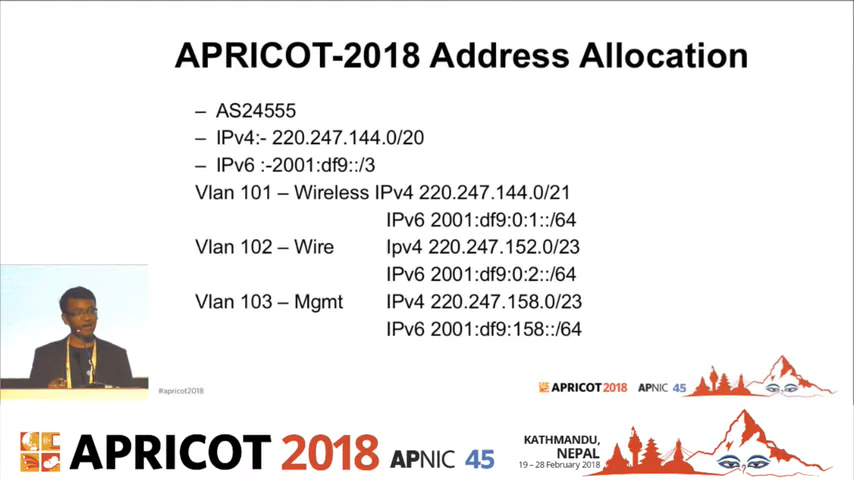 APRICOT-2018 Address Allocation
– AS24555
– IPv4:- 220.247.144.0/20
– IPv6 :-2001:df9::/3
Vlan 101 – Wireless IPv4 220.247.144.0/21
IPv6 2001:df9:0:1::/64
Vlan 102 – Wire Ipv4 220.247.152.0/23
IPv6 2001:df9:0:2::/64
Vlan 103 – Mgmt IPv4 220.247.158.0/23
IPv6 2001:df9:158::/64
#apricot2018
APRICOT 2018 APNIC 45
APRICOT 2018 APNIC 45
KATHMANDU,
NEPAL
19 – 28 February 2018